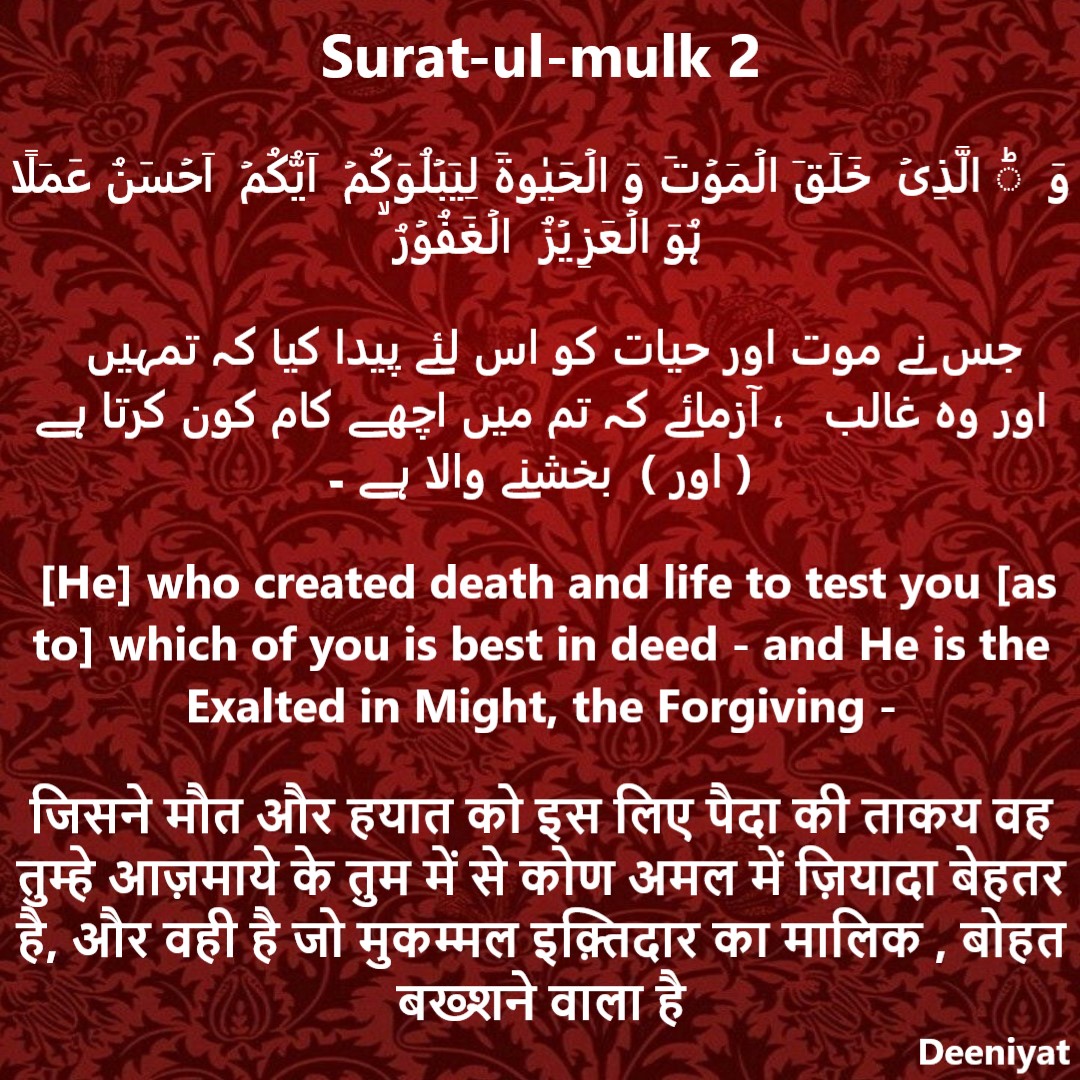 Surat-ul-mulk 2
الَّذِیۡ خَلَقَ الۡمَوۡتَ وَ الۡحَیٰوۃَ لِیَبۡلُوَکُمۡ اَیُّکُمۡ اَحۡسَنُ عَمَلًا ؕ وَ
ہُوَ الۡعَزِیۡزُ الۡغَفُوۡرُ ۙ
جس نے موت اور حیات کو اس لئے پیدا کیا کہ تمہیں
آزمائے کہ تم میں اچھے کام کون کرتا ہے ، اور وہ غالب
( اور ) بخشنے والا ہے ۔
[He] who created death and life to test you [as
to] which of you is best in deed - and He is the
Exalted in Might, the Forgiving -
जिसने मौत और हयात को इस लिए पैदा की ताकय वह
तुम्हे आज़माये के तुम में से कोण अमल में ज़ियादा बेहतर
है, और वही है जो मुकम्मल इक़्तिदार का मालिक , बोहत
बख्शने वाला है
Deeniyat